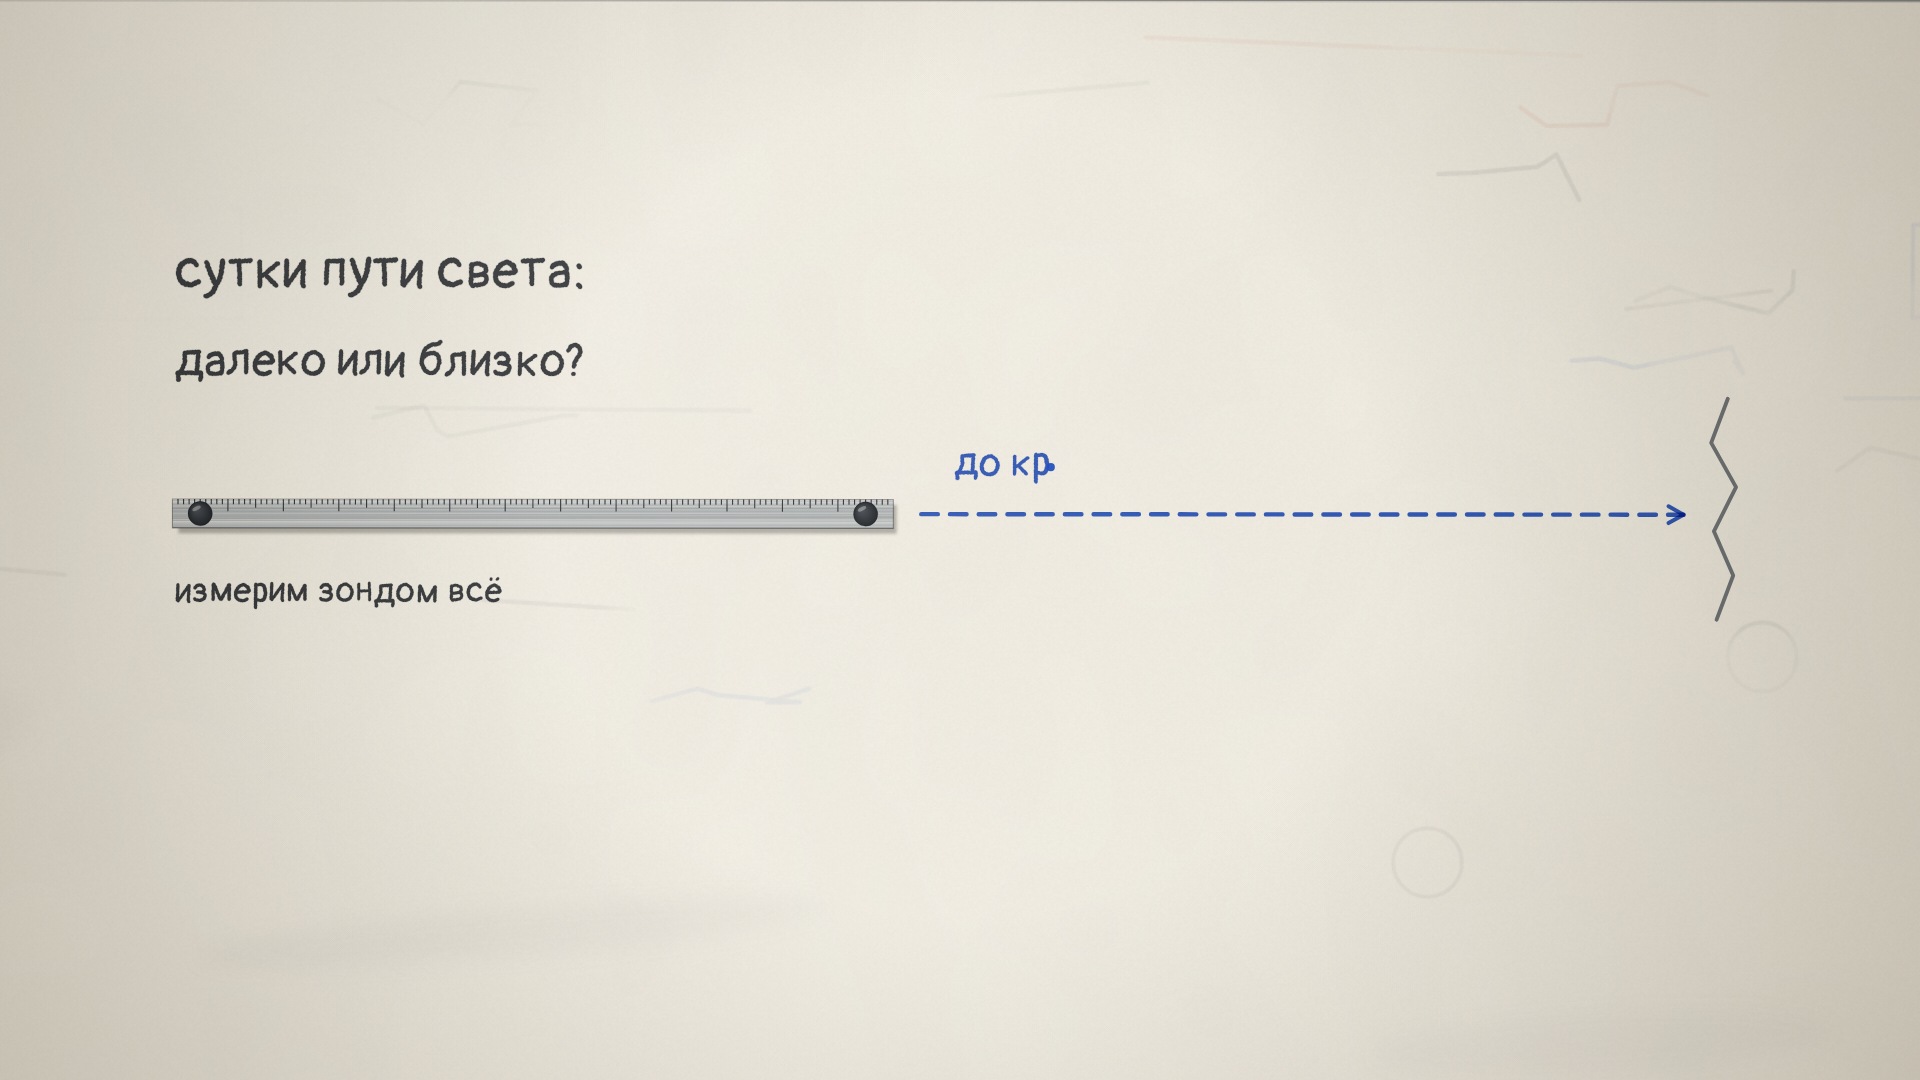 сутки пути света:
далеко или близко?
до кр
измерим зондом всё